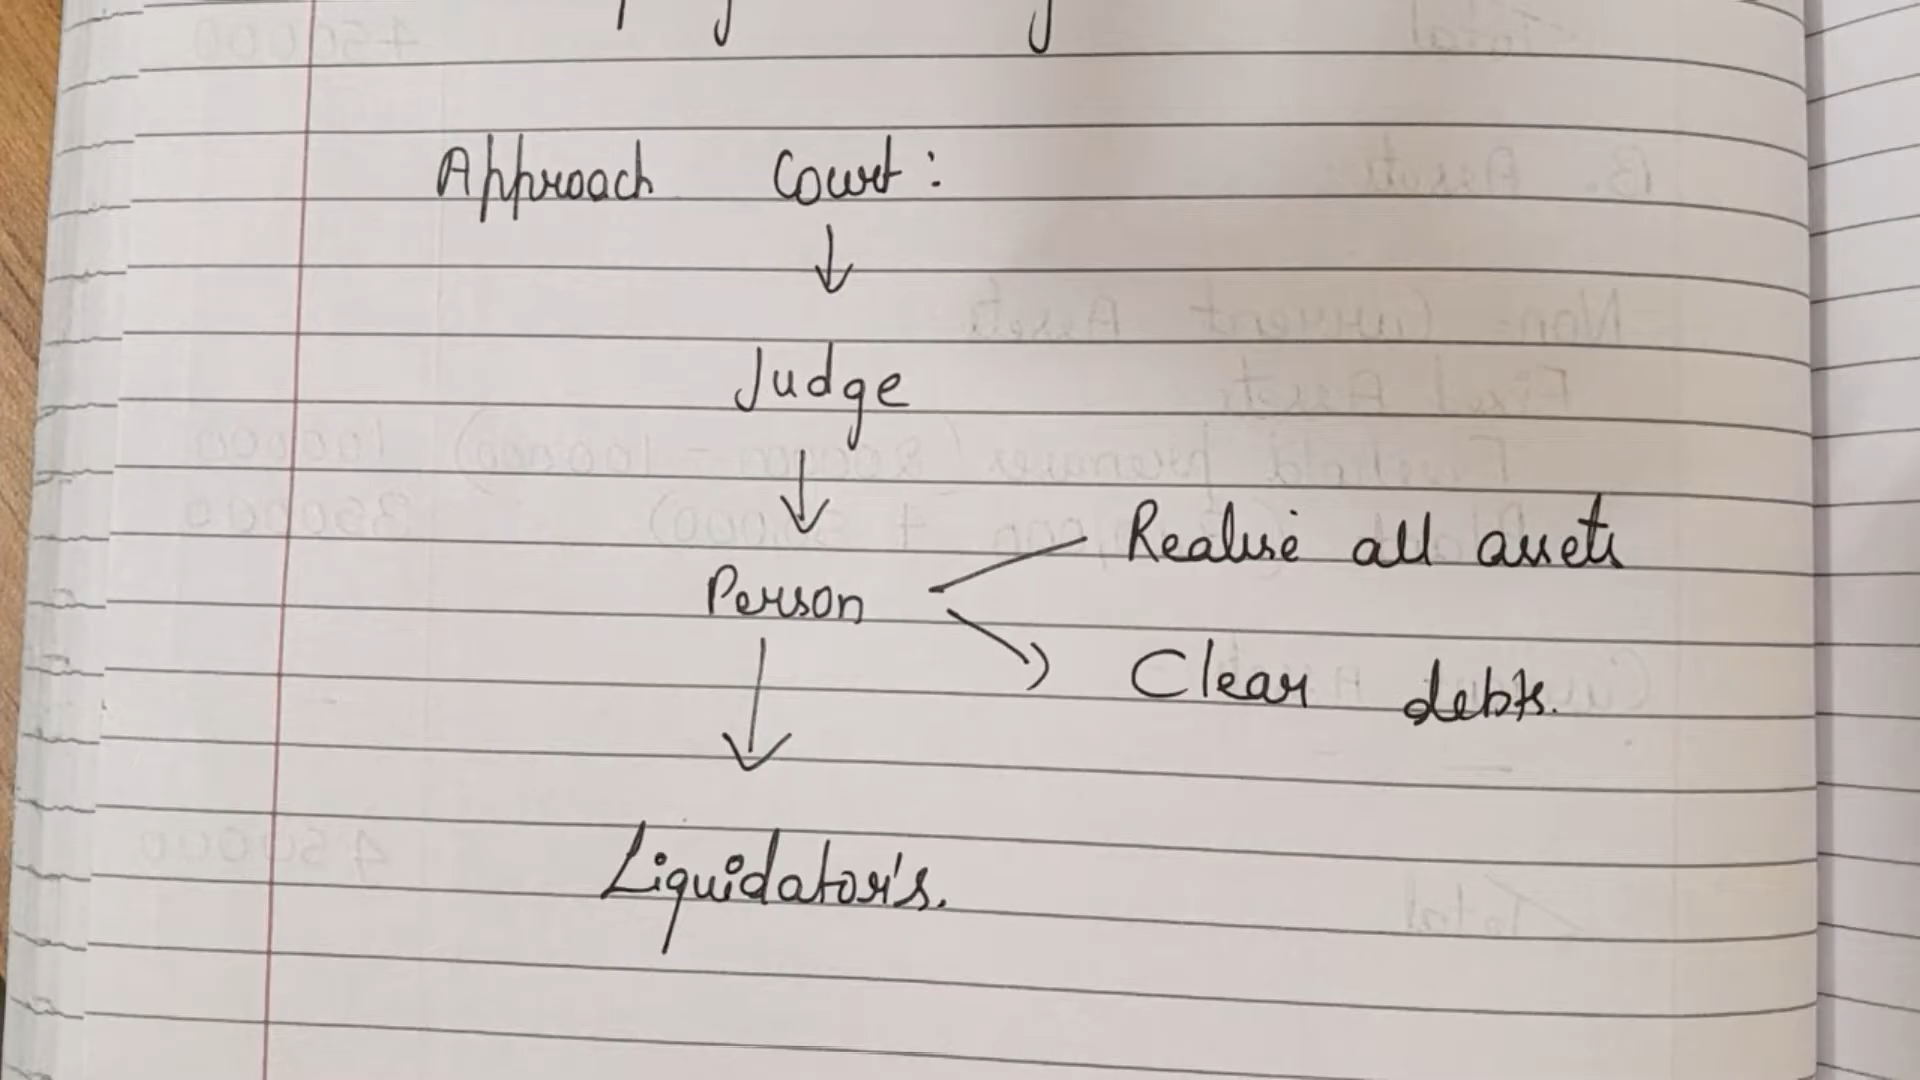 Approach Court :
↓
Judge
↓
Person
Realise all assets
Clear debts.
↓
Liquidator's.